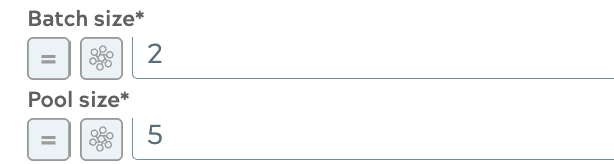 Batch size*
= 2
Pool size*
= 5